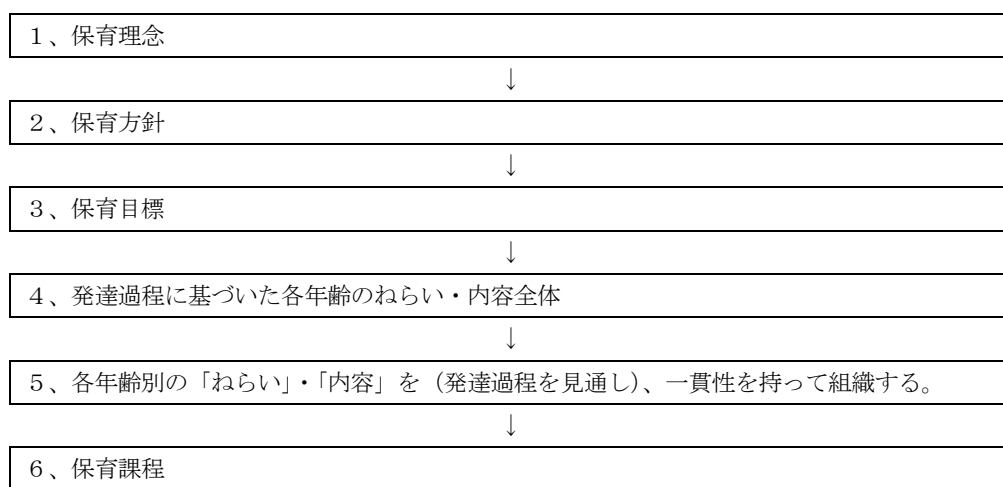 １、保育理念
↓
２、保育方針
↓
３、保育目標
↓
４、発達過程に基づいた各年齢のねらい・内容全体
↓
５、各年齢別の「ねらい」・「内容」を（発達過程を見通し）、一貫性を持って組織する。
↓
６、保育課程